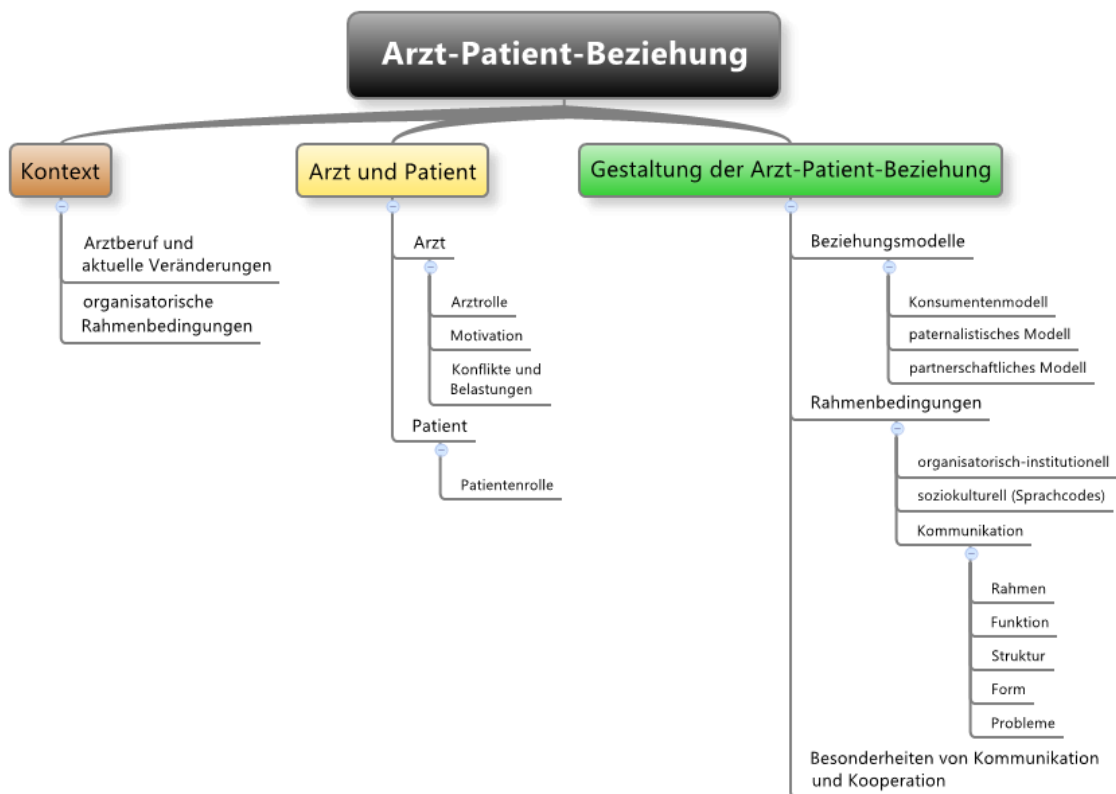 Arzt-Patient-Beziehung
Kontext
Arztberuf und
aktuelle Veränderungen
organisatorische
Rahmenbedingungen
Arzt und Patient
Arzt
Arztrolle
Motivation
Konflikte und
Belastungen
Patient
Patientenrolle
Gestaltung der Arzt-Patient-Beziehung
Beziehungsmodelle
Konsumentenmodell
paternalistisches Modell
partnerschaftliches Modell
Rahmenbedingungen
organisatorisch-institutionell
soziokulturell (Sprachcodes)
Kommunikation
Rahmen
Funktion
Struktur
Form
Probleme
Besonderheiten von Kommunikation
und Kooperation